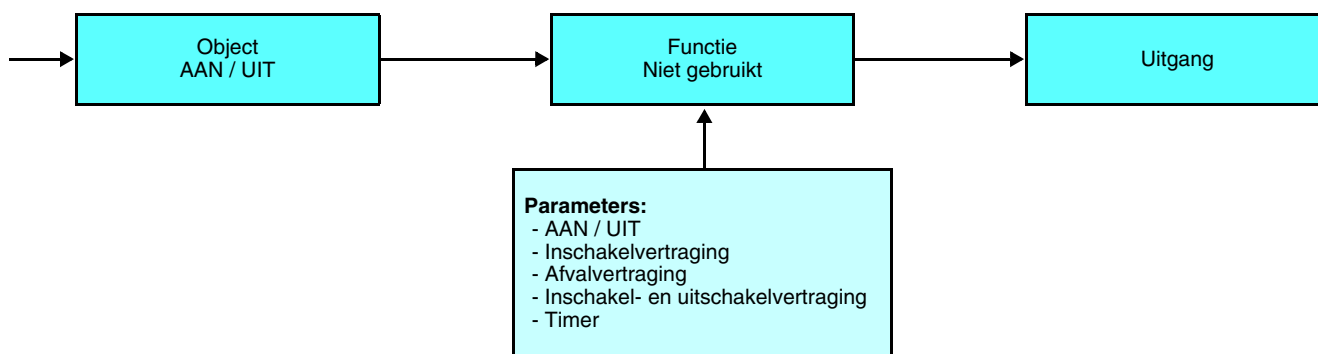 Object
AAN / UIT
Functie
Niet gebruikt
Uitgang
Parameters:
- AAN / UIT
- Inschakelvertraging
- Afvalvertraging
- Inschakel- en uitschakelvertraging
- Timer